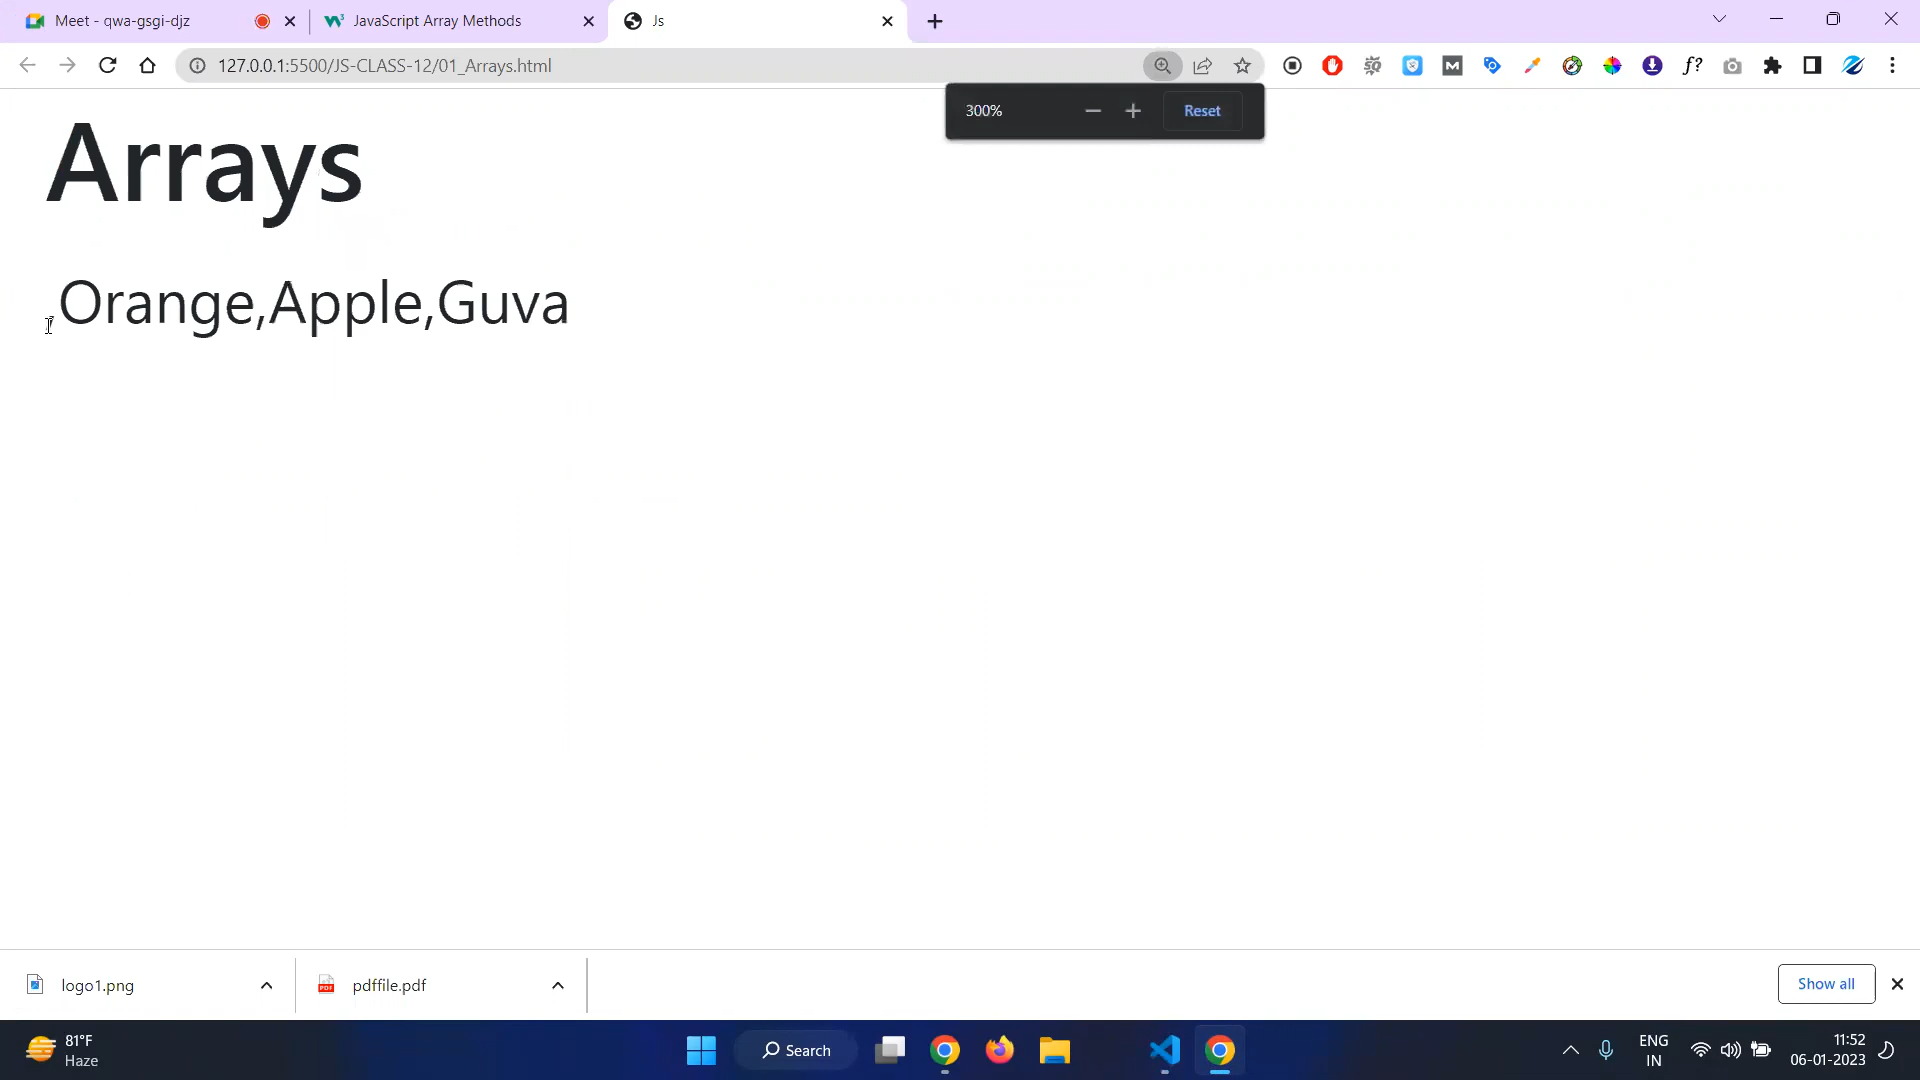 Meet - qwa-gsgi-djz
JavaScript Array Methods
Js
127.0.0.1:5500/JS-CLASS-12/01_Arrays.html
300%
Reset
Arrays
Orange,Apple,Guva
logo1.png
pdffile.pdf
Show all
81°F
Haze
Search
ENG
IN
11:52
06-01-2023